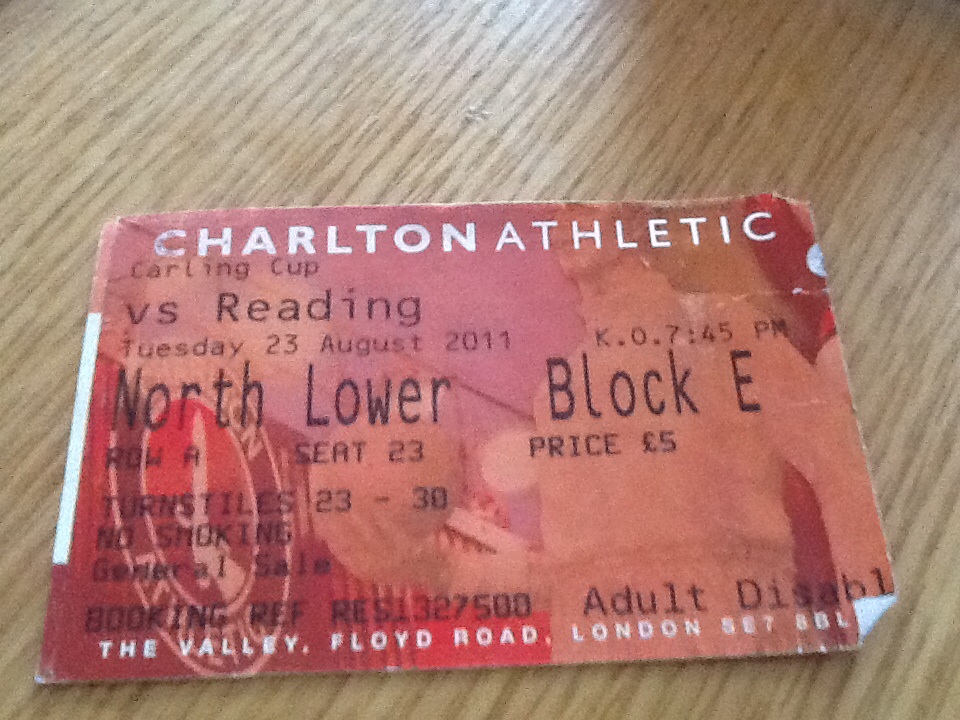 CHARLTON ATHLETIC
Carling Cup
vs Reading
Tuesday 23 August 2011 K.O.7:45 PM
North Lower Block E
ROW A SEAT 23 PRICE £5
TURNSTILES 23 - 30
NO SMOKING
General Sale
BOOKING REF RES1327500 Adult Disabl
THE VALLEY, FLOYD ROAD, LONDON SE7 8BL